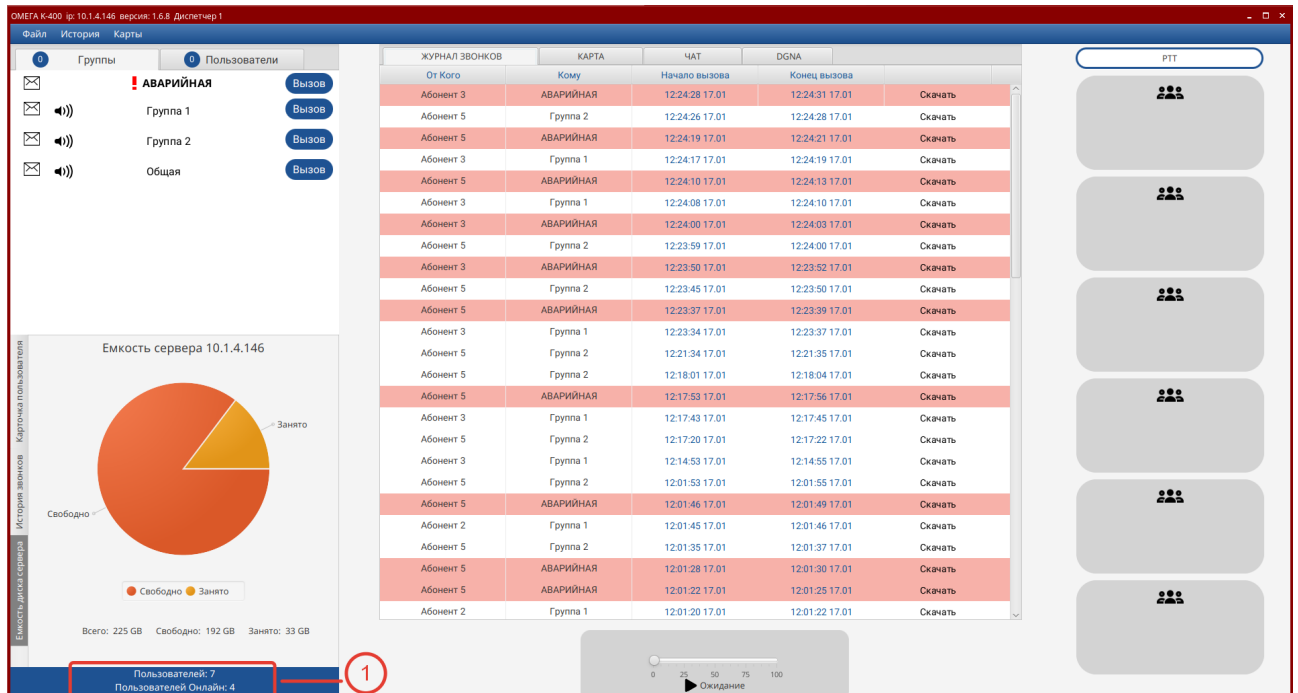 ОМЕГА К-400 ip: 10.1.4.146 версия: 1.6.8 Диспетчер 1
Файл История Карты
0 Группы 0 Пользователи
АВАРИЙНАЯ Вызов
Группа 1 Вызов
Группа 2 Вызов
Общая Вызов
Карточка пользователя
История звонков
Емкость диска сервера
Емкость сервера 10.1.4.146
Занято
Свободно
Свободно Занято
Всего: 225 GB Свободно: 192 GB Занято: 33 GB
Пользователей: 7
Пользователей Онлайн: 4
1
ЖУРНАЛ ЗВОНКОВ КАРТА ЧАТ DGNA
От Кого Кому Начало вызова Конец вызова
Абонент 3 АВАРИЙНАЯ 12:24:28 17.01 12:24:31 17.01 Скачать
Абонент 5 Группа 2 12:24:26 17.01 12:24:28 17.01 Скачать
Абонент 5 АВАРИЙНАЯ 12:24:19 17.01 12:24:21 17.01 Скачать
Абонент 3 Группа 1 12:24:17 17.01 12:24:19 17.01 Скачать
Абонент 5 АВАРИЙНАЯ 12:24:10 17.01 12:24:13 17.01 Скачать
Абонент 3 Группа 1 12:24:08 17.01 12:24:10 17.01 Скачать
Абонент 3 АВАРИЙНАЯ 12:24:00 17.01 12:24:03 17.01 Скачать
Абонент 5 Группа 2 12:23:59 17.01 12:24:00 17.01 Скачать
Абонент 3 АВАРИЙНАЯ 12:23:50 17.01 12:23:52 17.01 Скачать
Абонент 5 Группа 2 12:23:45 17.01 12:23:50 17.01 Скачать
Абонент 5 АВАРИЙНАЯ 12:23:37 17.01 12:23:39 17.01 Скачать
Абонент 3 Группа 1 12:23:34 17.01 12:23:37 17.01 Скачать
Абонент 5 Группа 2 12:21:34 17.01 12:21:35 17.01 Скачать
Абонент 5 Группа 2 12:18:01 17.01 12:18:04 17.01 Скачать
Абонент 5 АВАРИЙНАЯ 12:17:53 17.01 12:17:56 17.01 Скачать
Абонент 3 Группа 1 12:17:43 17.01 12:17:45 17.01 Скачать
Абонент 5 Группа 2 12:17:20 17.01 12:17:22 17.01 Скачать
Абонент 3 Группа 1 12:14:53 17.01 12:14:55 17.01 Скачать
Абонент 5 Группа 2 12:01:53 17.01 12:01:55 17.01 Скачать
Абонент 5 АВАРИЙНАЯ 12:01:46 17.01 12:01:49 17.01 Скачать
Абонент 2 Группа 1 12:01:45 17.01 12:01:46 17.01 Скачать
Абонент 5 Группа 2 12:01:35 17.01 12:01:37 17.01 Скачать
Абонент 5 АВАРИЙНАЯ 12:01:28 17.01 12:01:30 17.01 Скачать
Абонент 5 АВАРИЙНАЯ 12:01:22 17.01 12:01:25 17.01 Скачать
Абонент 2 Группа 1 12:01:20 17.01 12:01:22 17.01 Скачать
0 25 50 75 100
Ожидание
PTT